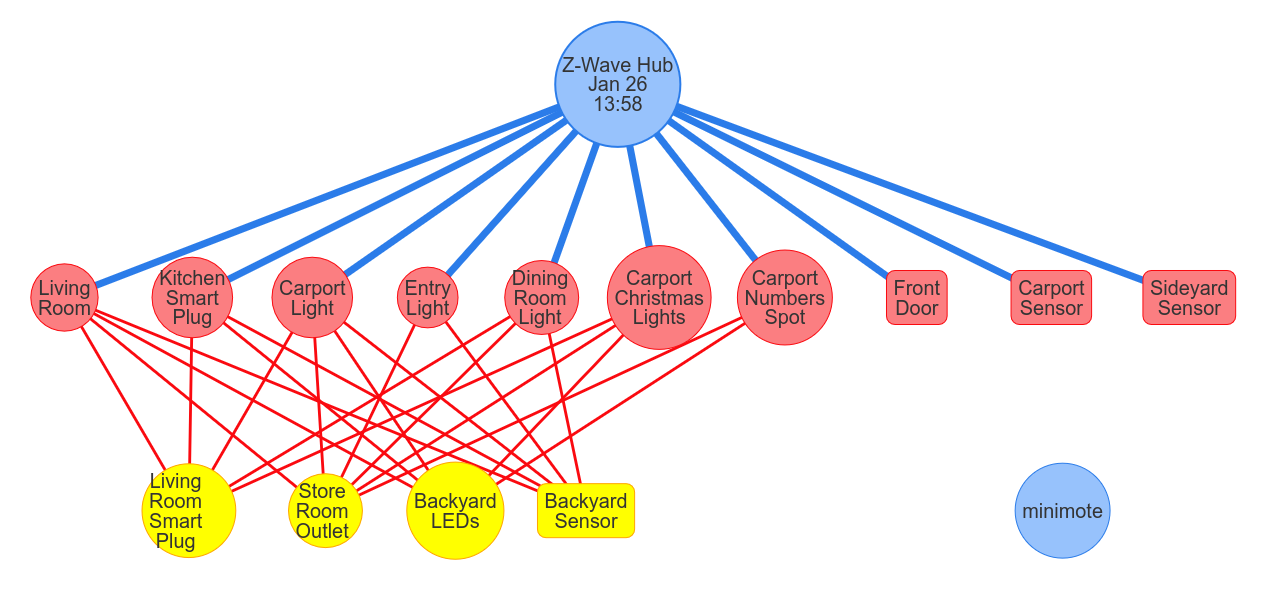 Z-Wave Hub
Jan 26
13:58
Living
Room
Kitchen
Smart
Plug
Carport
Light
Entry
Light
Dining
Room
Light
Carport
Christmas
Lights
Carport
Numbers
Spot
Front
Door
Carport
Sensor
Sideyard
Sensor
Living
Room
Smart
Plug
Store
Room
Outlet
Backyard
LEDs
Backyard
Sensor
minimote